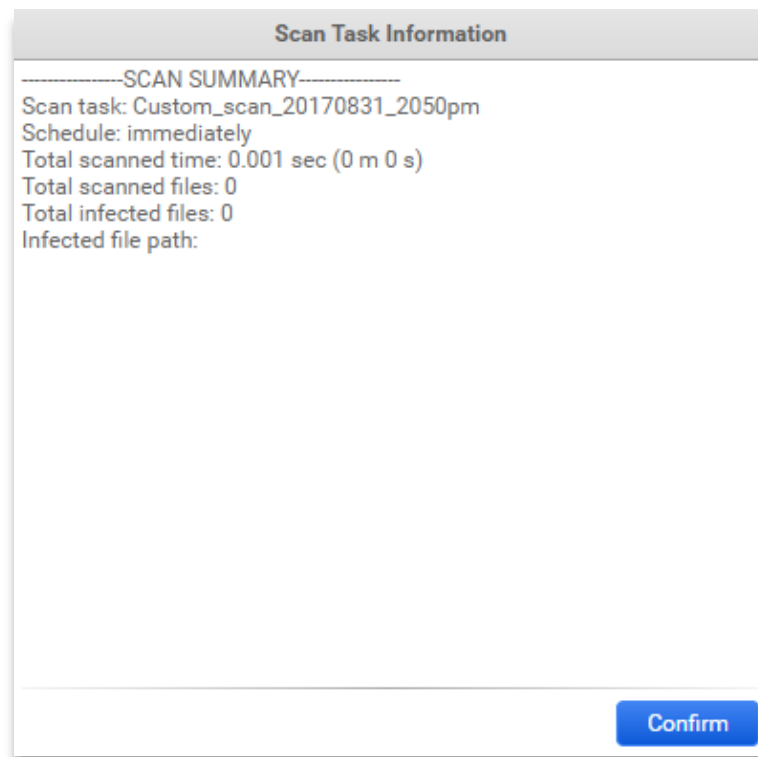 Scan Task Information
----------------SCAN SUMMARY----------------
Scan task: Custom_scan_20170831_2050pm
Schedule: immediately
Total scanned time: 0.001 sec (0 m 0 s)
Total scanned files: 0
Total infected files: 0
Infected file path:
Confirm